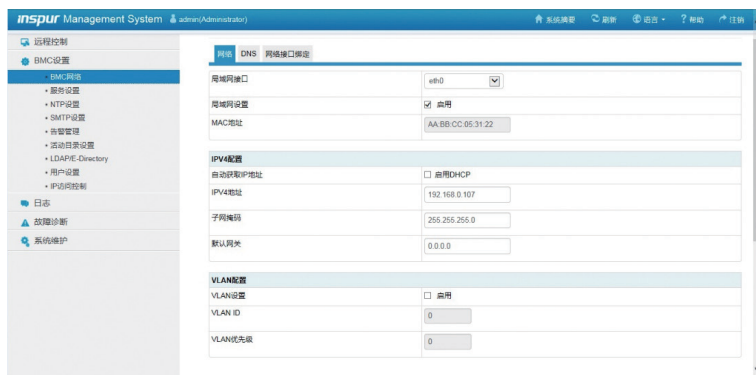 inspur Management System admin(Administrator) 系统摘要 刷新 语言 ? 帮助 注销
远程控制
BMC设置
• BMC网络
• 服务设置
• NTP设置
• SMTP设置
• 告警管理
• 活动目录设置
• LDAP/E-Directory
• 用户设置
• IP访问控制
日志
故障诊断
系统维护
网络 DNS 网络接口绑定
局域网接口 eth0
局域网设置 启用
MAC地址 AA:BB:CC:05:31:22
IPV4配置
自动获取IP地址 启用DHCP
IPV4地址 192.168.0.107
子网掩码 255.255.255.0
默认网关 0.0.0.0
VLAN配置
VLAN设置 启用
VLAN ID 0
VLAN优先级 0